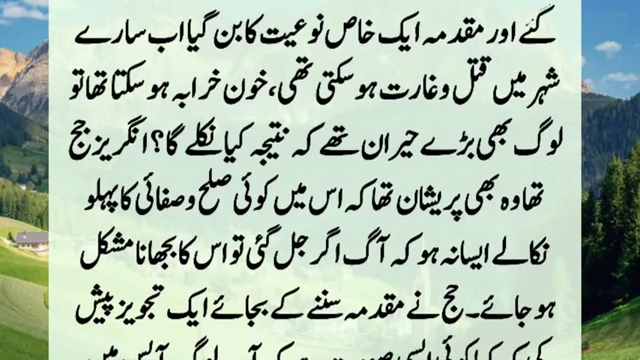 گئے اور مقدمہ ایک خاص نوعیت کا بن گیا اب سارے
شہر میں قتل و غارت ہو سکتی تھی، خون خرابہ ہو سکتا تھا تو
لوگ بھی بڑے حیران تھے کہ نتیجہ کیا نکلے گا؟ انگریز جج
تھا وہ بھی پریشان تھا کہ اس میں کوئی صلح و صفائی کا پہلو
نکالے ایسا نہ ہو کہ آگ اگر جل گئی تو اس کا بجھانا مشکل
ہو جائے۔ جج نے مقدمہ سننے کے بجائے ایک تجویز پیش